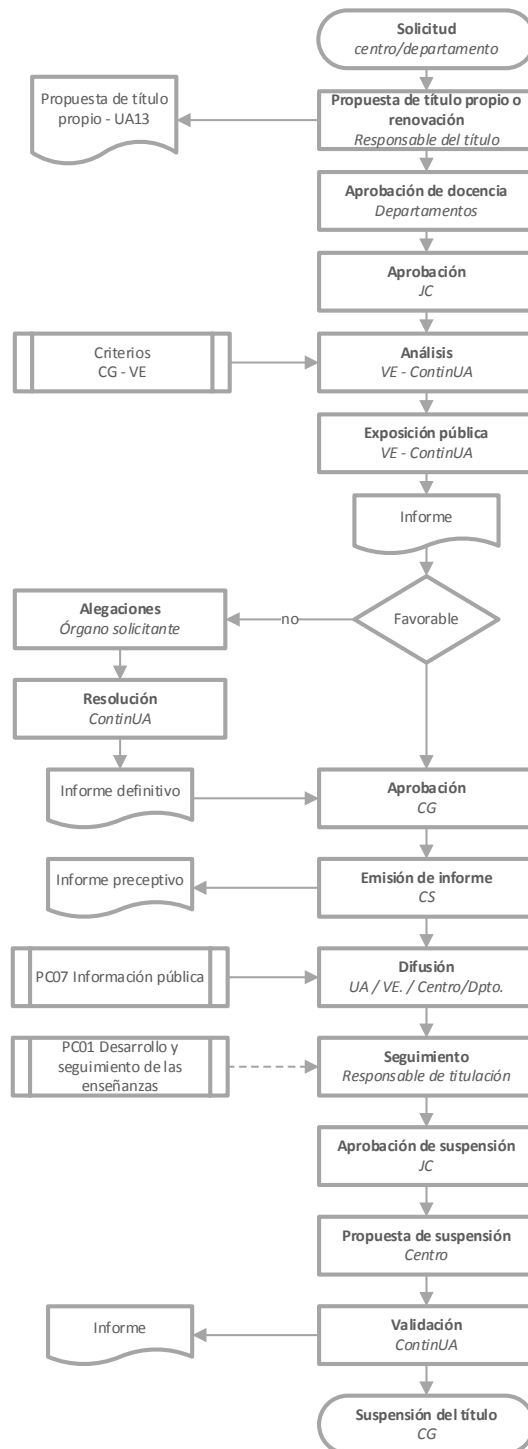 Solicitud
centro/departamento
Propuesta de título
propio - UA13
Propuesta de título propio o
renovación
Responsable del título
Aprobación de docencia
Departamentos
Aprobación
JC
Criterios
CG - VE
Análisis
VE - ContinUA
Exposición pública
VE - ContinUA
Informe
Favorable
no
Alegaciones
Órgano solicitante
Resolución
ContinUA
Informe definitivo
Aprobación
CG
Informe preceptivo
Emisión de informe
CS
PC07 Información pública
Difusión
UA / VE. / Centro/Dpto.
PC01 Desarrollo y
seguimiento de las
enseñanzas
Seguimiento
Responsable de titulación
Aprobación de suspensión
JC
Propuesta de suspensión
Centro
Informe
Validación
ContinUA
Suspensión del título
CG